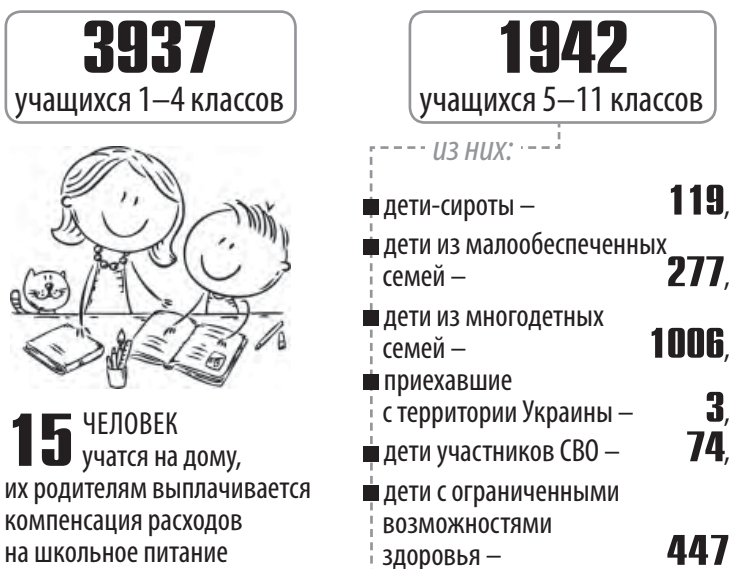 3937
учащихся 1–4 классов
15 ЧЕЛОВЕК
учатся на дому,
их родителям выплачивается
компенсация расходов
на школьное питание
1942
учащихся 5–11 классов
из них:
дети-сироты – 119,
дети из малообеспеченных
семей – 277,
дети из многодетных
семей – 1006,
приехавшие
с территории Украины – 3,
дети участников СВО – 74,
дети с ограниченными
возможностями
здоровья – 447